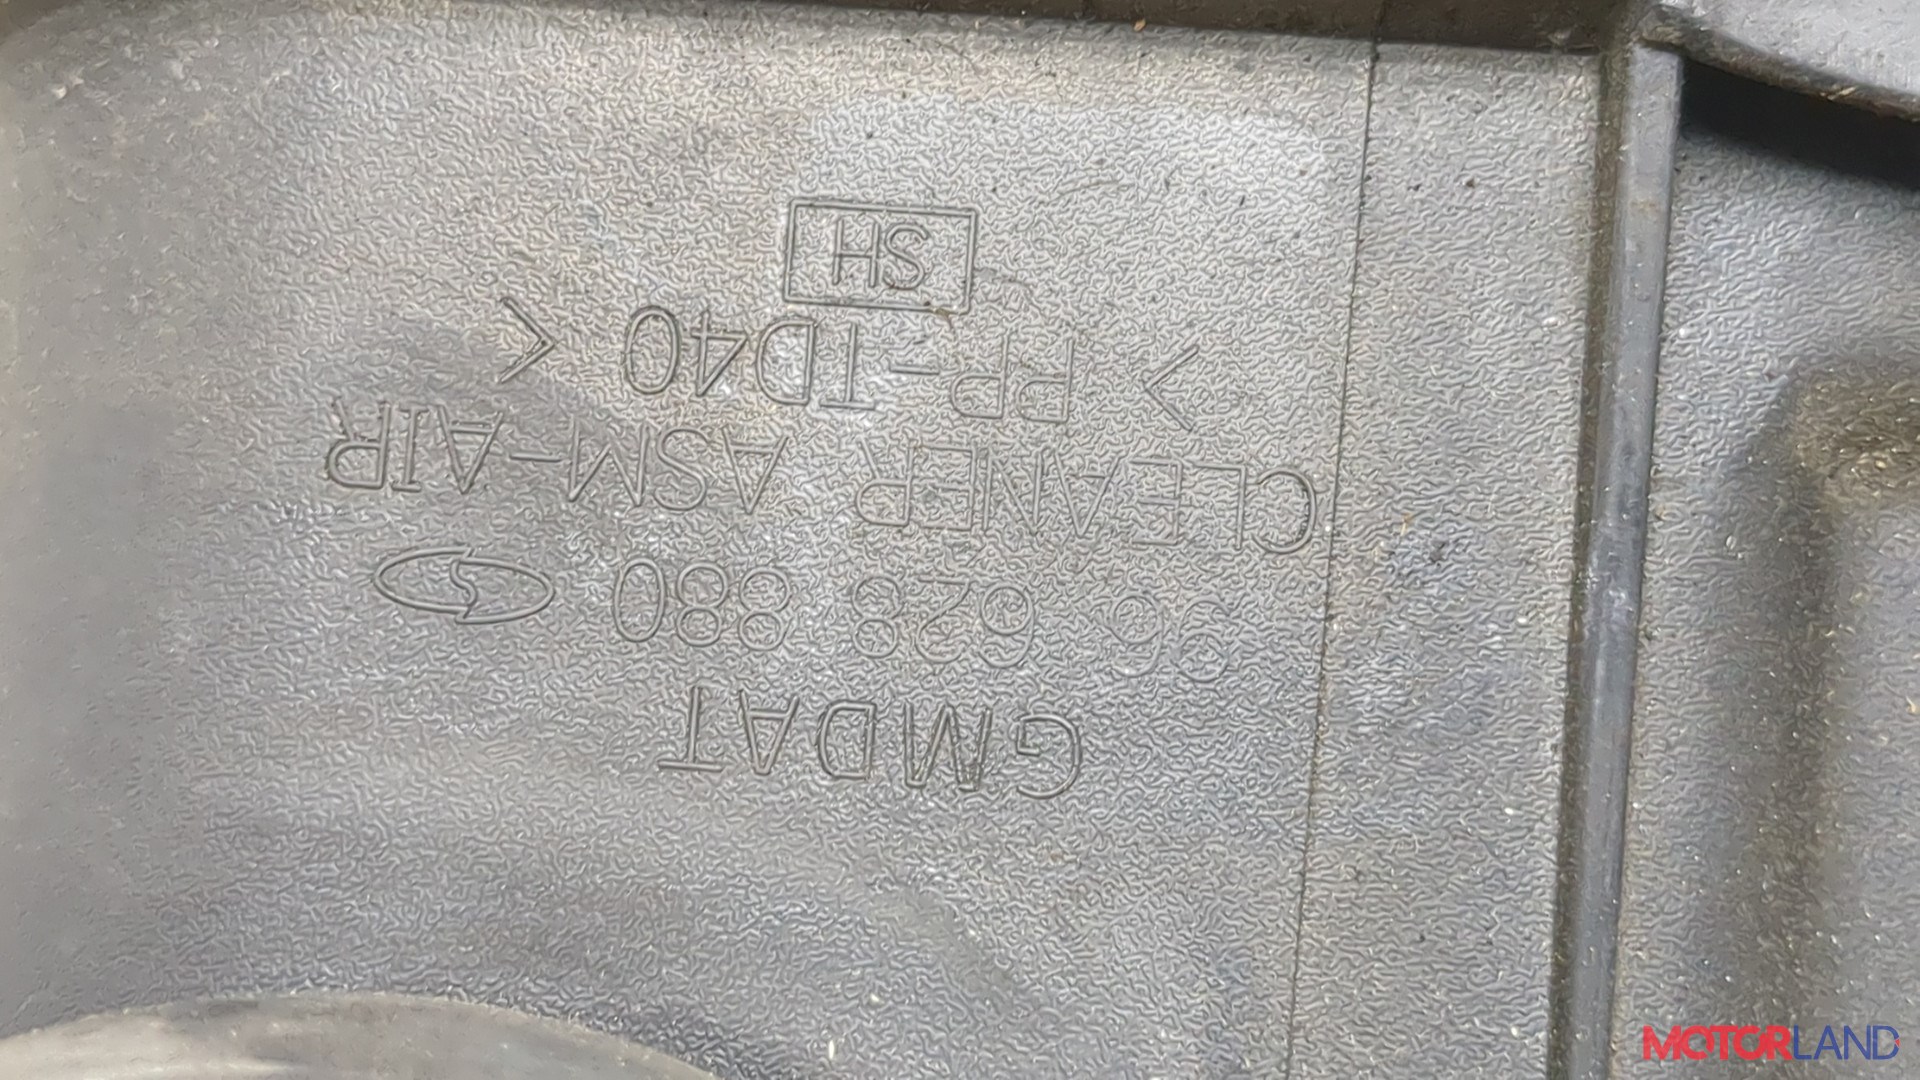 GMDAT
96 628 880
CLEANER ASM-AIR
> PP-TD40 <
SH
MOTORLAND